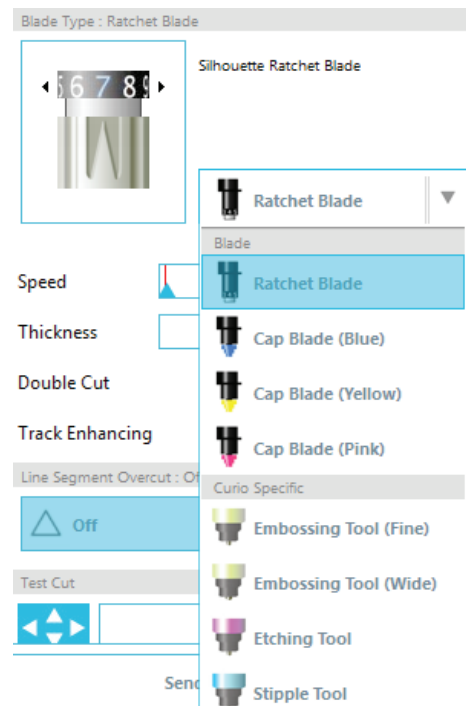 Blade Type : Ratchet Blade
Silhouette Ratchet Blade
6 7 8
Ratchet Blade
Blade
Speed
Ratchet Blade
Thickness
Cap Blade (Blue)
Double Cut
Cap Blade (Yellow)
Track Enhancing
Cap Blade (Pink)
Line Segment Overcut :
Curio Specific
Off
Embossing Tool (Fine)
Embossing Tool (Wide)
Test Cut
Etching Tool
Stipple Tool